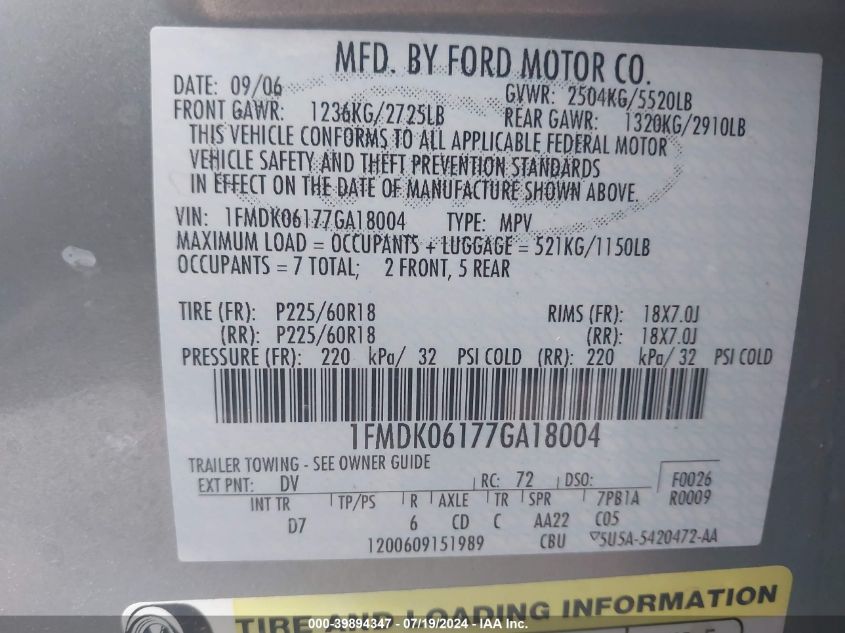 MFD. BY FORD MOTOR CO.
DATE: 09/06 GVWR: 2504KG/5520LB
FRONT GAWR: 1236KG/2725LB REAR GAWR: 1320KG/2910LB
THIS VEHICLE CONFORMS TO ALL APPLICABLE FEDERAL MOTOR
VEHICLE SAFETY AND THEFT PREVENTION STANDARDS
IN EFFECT ON THE DATE OF MANUFACTURE SHOWN ABOVE.
VIN: 1FMDK06177GA18004 TYPE: MPV
MAXIMUM LOAD = OCCUPANTS + LUGGAGE = 521KG/1150LB
OCCUPANTS = 7 TOTAL; 2 FRONT, 5 REAR
TIRE (FR): P225/60R18 RIMS (FR): 18X7.0J
(RR): P225/60R18 (RR): 18X7.0J
PRESSURE (FR): 220 kPa/ 32 PSI COLD (RR): 220 kPa/ 32 PSI COLD
1FMDK06177GA18004
TRAILER TOWING - SEE OWNER GUIDE
EXT PNT: DV RC: 72 DSO: F0026
INT TR TP/PS R AXLE TR SPR 7PB1A R0009
D7 6 CD C AA22 C05
1200609151989 CBU 5U5A-5420472-AA
TIRE AND LOADING INFORMATION
000-39894347 - 07/19/2024 - IAA Inc.